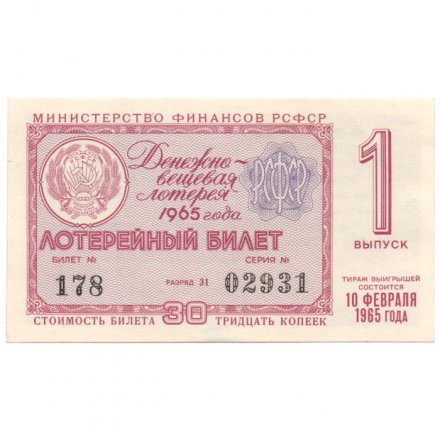 МИНИСТЕРСТВО ФИНАНСОВ РСФСР
Денежно-
вещевая
лотерея
1965 года
РСФСР
ЛОТЕРЕЙНЫЙ БИЛЕТ
БИЛЕТ № СЕРИЯ №
178 РАЗРЯД 31 02931
СТОИМОСТЬ БИЛЕТА 30 ТРИДЦАТЬ КОПЕЕК
1
ВЫПУСК
ТИРАЖ ВЫИГРЫШЕЙ
СОСТОИТСЯ
10 ФЕВРАЛЯ
1965 ГОДА